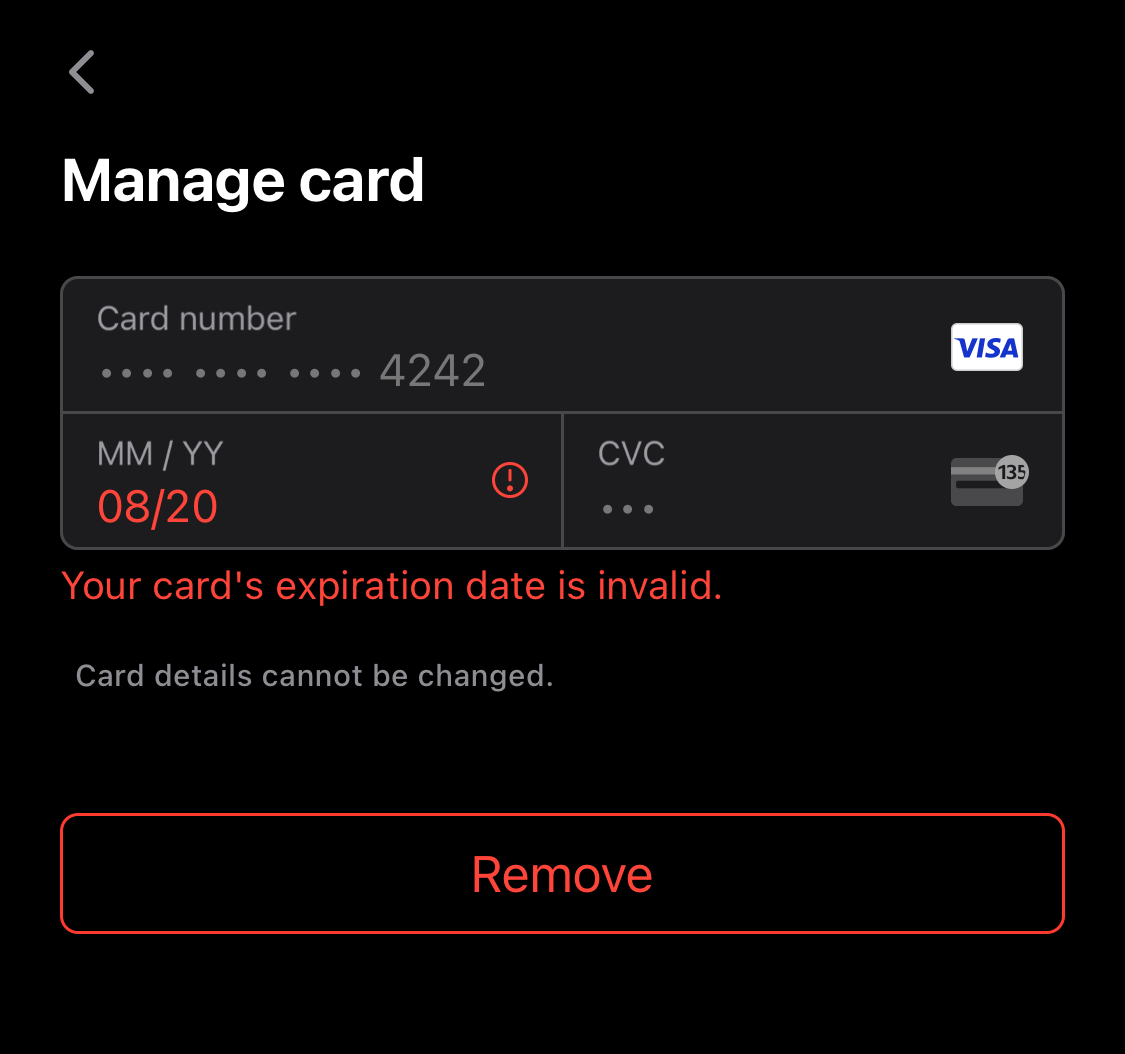 Manage card
Card number
•••• •••• •••• 4242
VISA
MM / YY
08/20
CVC
•••
135
Your card's expiration date is invalid.
Card details cannot be changed.
Remove